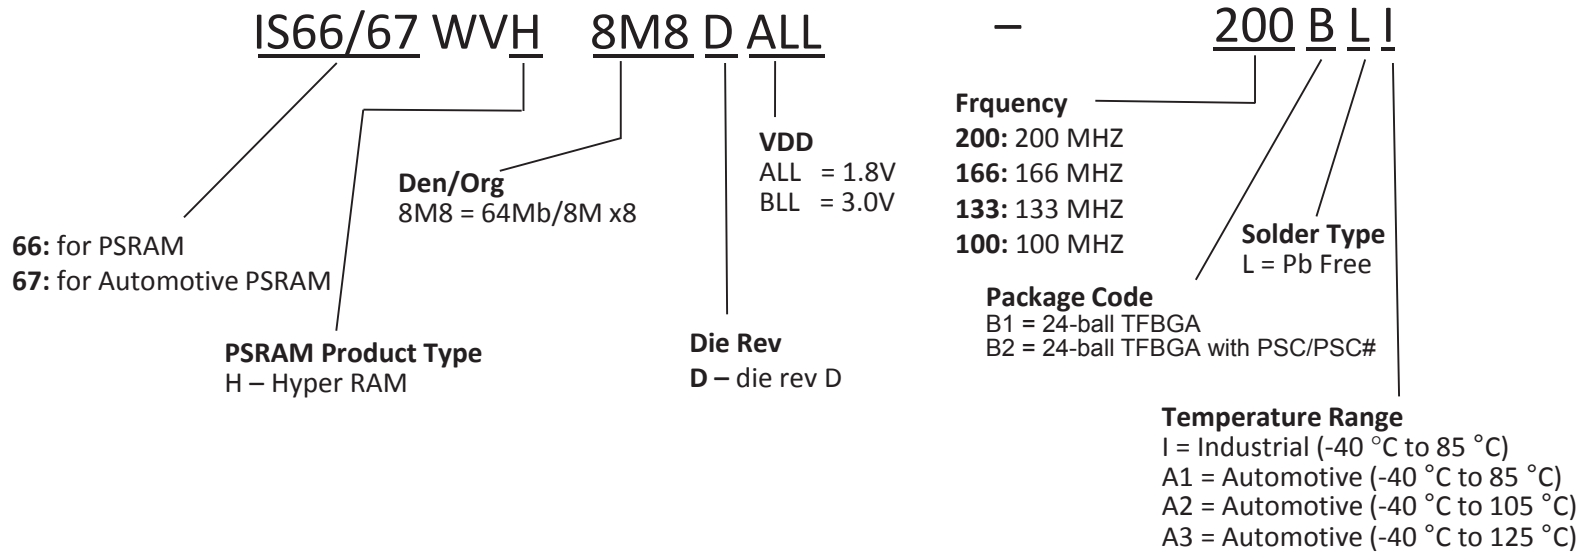 IS66/67 WVH 8M8 D ALL – 200 B L I
Frquency
200: 200 MHZ
166: 166 MHZ
133: 133 MHZ
100: 100 MHZ
VDD
ALL = 1.8V
BLL = 3.0V
Den/Org
8M8 = 64Mb/8M x8
66: for PSRAM
67: for Automotive PSRAM
Solder Type
L = Pb Free
Package Code
B1 = 24-ball TFBGA
B2 = 24-ball TFBGA with PSC/PSC#
PSRAM Product Type
H – Hyper RAM
Die Rev
D – die rev D
Temperature Range
I = Industrial (-40 °C to 85 °C)
A1 = Automotive (-40 °C to 85 °C)
A2 = Automotive (-40 °C to 105 °C)
A3 = Automotive (-40 °C to 125 °C)